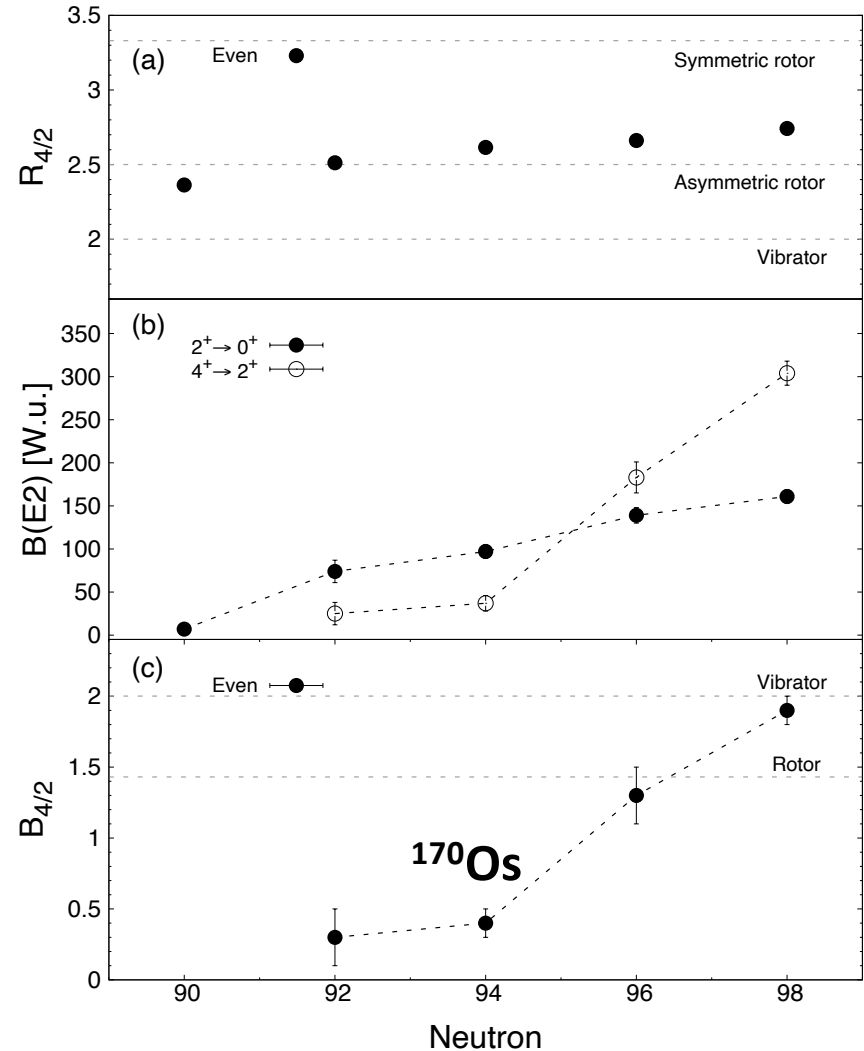 3.5
(a)
Even
Symmetric rotor
3
R4/2
2.5
Asymmetric rotor
2
Vibrator
(b)
350
2⁺→ 0⁺
4⁺→ 2⁺
300
250
B(E2) [W.u.]
200
150
100
50
0
(c)
Even
Vibrator
2
1.5
Rotor
B4/2
1
¹⁷⁰Os
0.5
0
90 92 94 96 98
Neutron